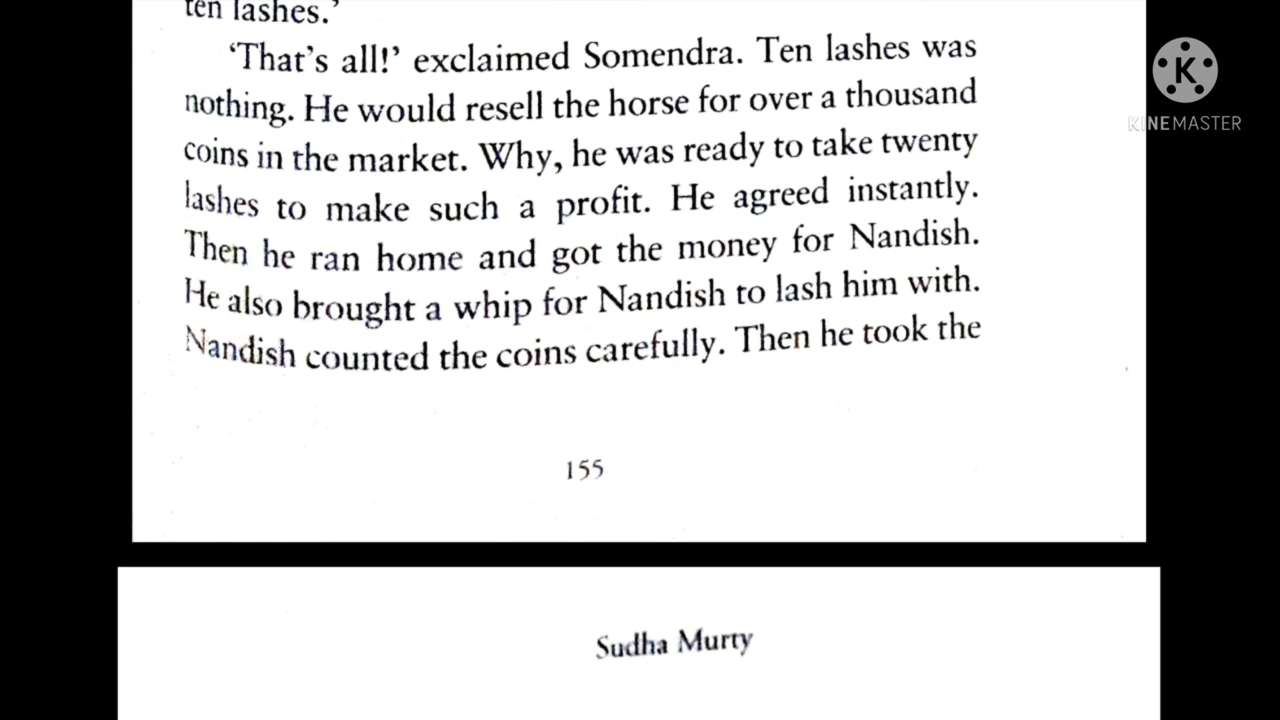 ten lashes.’
‘That’s all!’ exclaimed Somendra. Ten lashes was
nothing. He would resell the horse for over a thousand
coins in the market. Why, he was ready to take twenty
lashes to make such a profit. He agreed instantly.
Then he ran home and got the money for Nandish.
He also brought a whip for Nandish to lash him with.
Nandish counted the coins carefully. Then he took the
155
Sudha Murty
K
KINEMASTER